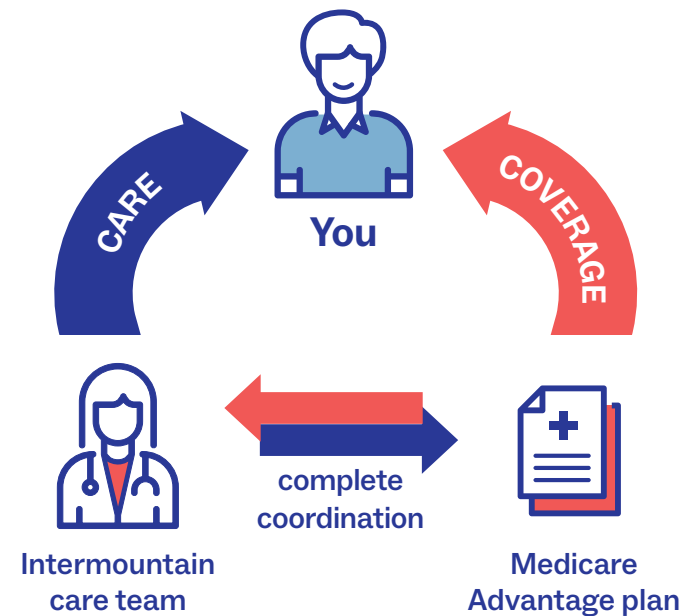 CARE
COVERAGE
You
complete
coordination
Intermountain
care team
Medicare
Advantage plan